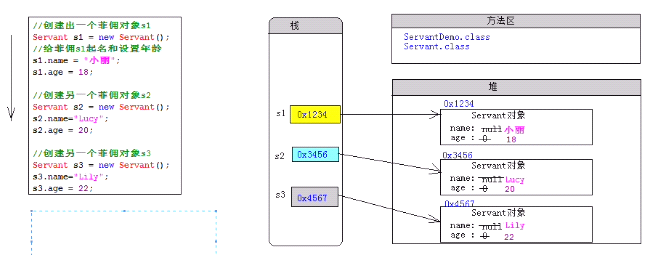 //创建出一个菲佣对象s1
Servant s1 = new Servant();
//给菲佣s1起名和设置年龄
s1.name = "小丽";
s1.age = 18;
//创建另一个菲佣对象s2
Servant s2 = new Servant();
s2.name="Lucy";
s2.age = 20;
//创建另一个菲佣对象s3
Servant s3 = new Servant();
s3.name="Lily";
s3.age = 22;
栈
s1 0x1234
s2 0x3456
s3 0x4567
方法区
ServantDemo.class
Servant.class
堆
0x1234
Servant对象
name: null 小丽
age : 0 18
0x3456
Servant对象
name: null Lucy
age : 0 20
0x4567
Servant对象
name: null Lily
age : 0 22